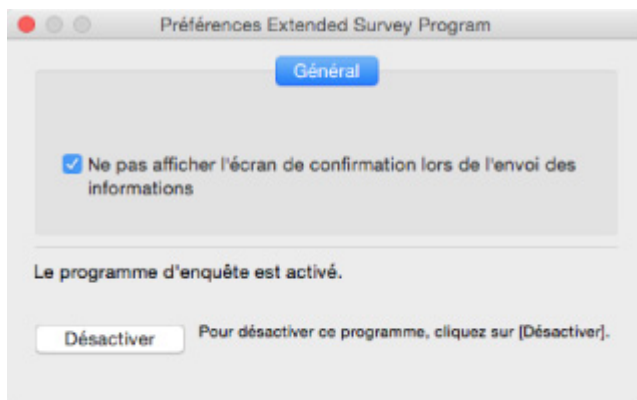 Préférences Extended Survey Program
Général
Ne pas afficher l'écran de confirmation lors de l'envoi des
informations
Le programme d'enquête est activé.
Désactiver
Pour désactiver ce programme, cliquez sur [Désactiver].